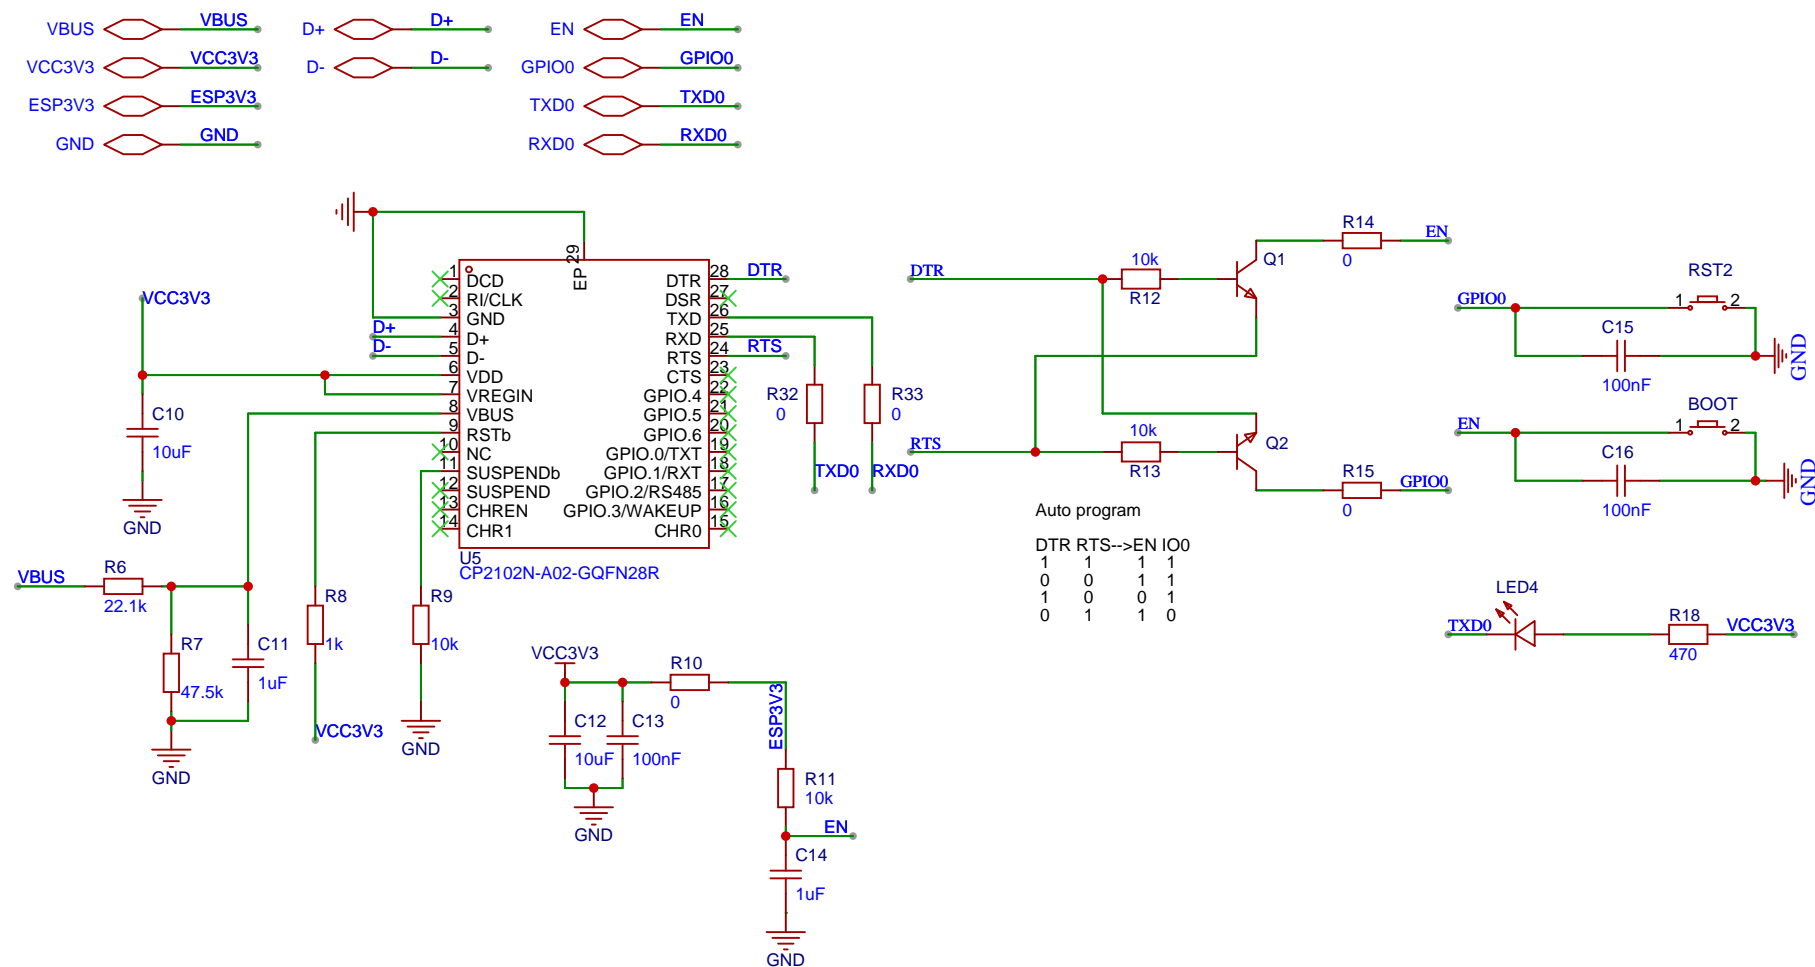 VBUS VBUS
VCC3V3 VCC3V3
ESP3V3 ESP3V3
GND GND
D+ D+
D- D-
EN EN
GPIO0 GPIO0
TXD0 TXD0
RXD0 RXD0
EP 29
1 DCD
2 RI/CLK
3 GND
4 D+
5 D-
6 VDD
7 VREGIN
8 VBUS
9 RSTb
10 NC
11 SUSPENDb
12 SUSPEND
13 CHREN
14 CHR1
DTR 28
DSR 27
TXD 26
RXD 25
RTS 24
CTS 23
GPIO.4 22
GPIO.5 21
GPIO.6 20
GPIO.0/TXT 19
GPIO.1/RXT 18
GPIO.2/RS485 17
GPIO.3/WAKEUP 16
CHR0 15
U5
CP2102N-A02-GQFN28R
D+
D-
DTR
RTS
VCC3V3
C10
10uF
GND
VBUS
R6
22.1k
R7
47.5k
C11
1uF
GND
R8
1k
VCC3V3
R9
10k
GND
R32
0
TXD0
R33
0
RXD0
VCC3V3
C12
10uF
C13
100nF
GND
R10
0
ESP3V3
R11
10k
EN
C14
1uF
GND
DTR
10k
R12
Q1
R14
0
EN
RTS
10k
R13
Q2
R15
0
GPIO0
Auto program
DTR RTS-->EN IO0
1 1 1 1
0 0 1 1
1 0 0 1
0 1 1 0
GPIO0
RST2
1 2
C15
100nF
GND
EN
BOOT
1 2
C16
100nF
GND
TXD0
LED4
R18
470
VCC3V3